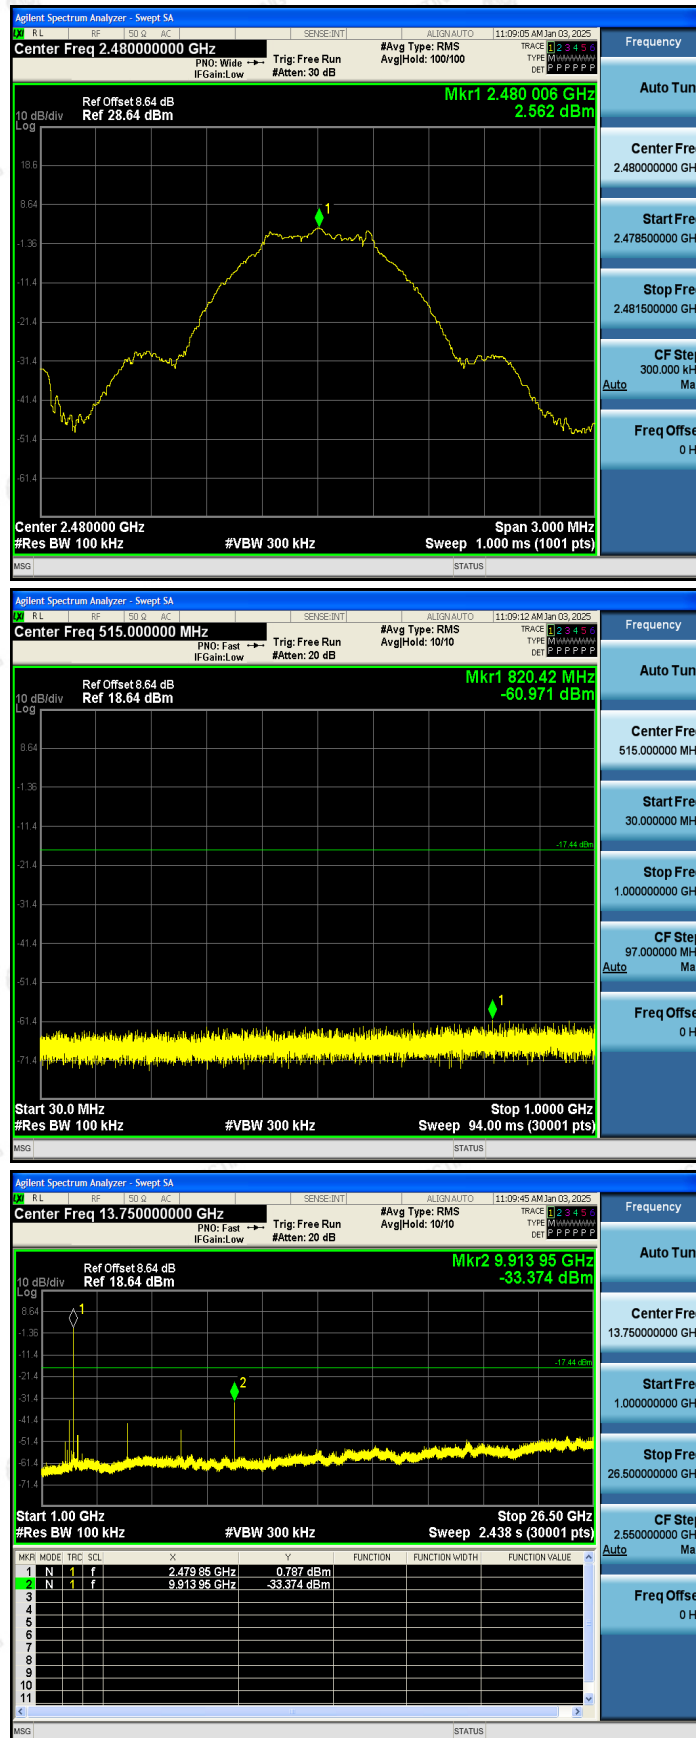 Agilent Spectrum Analyzer - Swept SA
LXI RL RF 50 Ω AC SENSE:INT ALIGNAUTO 11:09:05 AM Jan 03, 2025
Center Freq 2.480000000 GHz
PNO: Wide
IFGain:Low
Trig: Free Run
#Atten: 30 dB
#Avg Type: RMS
Avg|Hold: 100/100
TRACE 1 2 3 4 5 6
TYPE M
DET P P P P P P
Frequency
Auto Tun
Mkr1 2.480 006 GHz
2.562 dBm
Ref Offset 8.64 dB
10 dB/div Ref 28.64 dBm
Log
18.6
8.64
-1.36
-11.4
-21.4
-31.4
-41.4
-51.4
-61.4
1
Center 2.480000 GHz Span 3.000 MHz
#Res BW 100 kHz #VBW 300 kHz Sweep 1.000 ms (1001 pts)
Center Fre
2.480000000 GH
Start Fre
2.478500000 GH
Stop Fre
2.481500000 GH
CF Ste
300.000 kH
Auto Ma
Freq Offse
0 H
MSG STATUS
Agilent Spectrum Analyzer - Swept SA
LXI RL RF 50 Ω AC SENSE:INT ALIGNAUTO 11:09:12 AM Jan 03, 2025
Center Freq 515.000000 MHz
PNO: Fast
IFGain:Low
Trig: Free Run
#Atten: 20 dB
#Avg Type: RMS
Avg|Hold: 10/10
TRACE 1 2 3 4 5 6
TYPE M
DET P P P P P P
Frequency
Auto Tun
Mkr1 820.42 MHz
-60.971 dBm
Ref Offset 8.64 dB
10 dB/div Ref 18.64 dBm
Log
8.64
-1.36
-11.4
-21.4
-31.4
-41.4
-51.4
-61.4
-71.4
-17.44 dBm
1
Start 30.0 MHz Stop 1.0000 GHz
#Res BW 100 kHz #VBW 300 kHz Sweep 94.00 ms (30001 pts)
Center Fre
515.000000 MH
Start Fre
30.000000 MH
Stop Fre
1.000000000 GH
CF Ste
97.000000 MH
Auto Ma
Freq Offse
0 H
MSG STATUS
Agilent Spectrum Analyzer - Swept SA
LXI RL RF 50 Ω AC SENSE:INT ALIGNAUTO 11:09:45 AM Jan 03, 2025
Center Freq 13.750000000 GHz
PNO: Fast
IFGain:Low
Trig: Free Run
#Atten: 20 dB
#Avg Type: RMS
Avg|Hold: 10/10
TRACE 1 2 3 4 5 6
TYPE M
DET P P P P P P
Frequency
Auto Tun
Mkr2 9.913 95 GHz
-33.374 dBm
Ref Offset 8.64 dB
10 dB/div Ref 18.64 dBm
Log
8.64
-1.36
-11.4
-21.4
-31.4
-41.4
-51.4
-61.4
-71.4
-17.44 dBm
1
2
Start 1.00 GHz Stop 26.50 GHz
#Res BW 100 kHz #VBW 300 kHz Sweep 2.438 s (30001 pts)
Center Fre
13.750000000 GH
Start Fre
1.000000000 GH
Stop Fre
26.500000000 GH
CF Ste
2.550000000 GH
Auto Ma
Freq Offse
0 H
MKR MODE TRC SCL X Y FUNCTION FUNCTION WIDTH FUNCTION VALUE
1 N 1 f 2.479 85 GHz 0.787 dBm
2 N 1 f 9.913 95 GHz -33.374 dBm
3
4
5
6
7
8
9
10
11
MSG STATUS